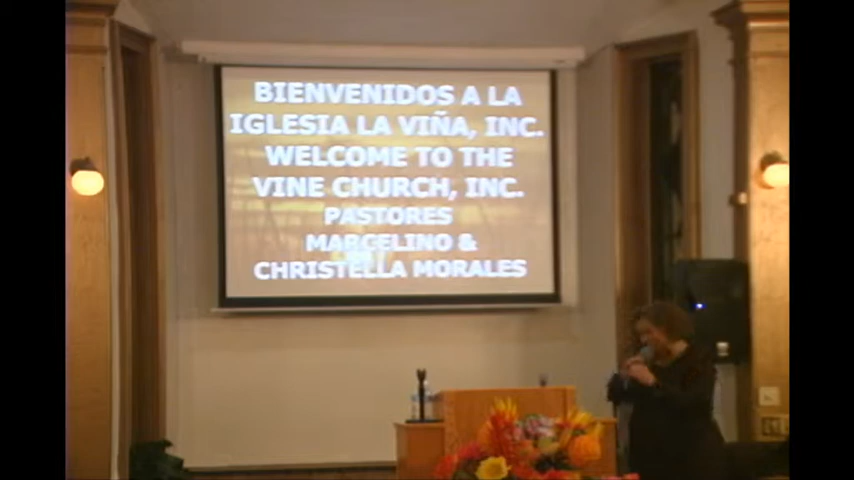 BIENVENIDOS A LA
IGLESIA LA VIÑA, INC.
WELCOME TO THE
VINE CHURCH, INC.
PASTORES
MARCELINO &
CHRISTELLA MORALES